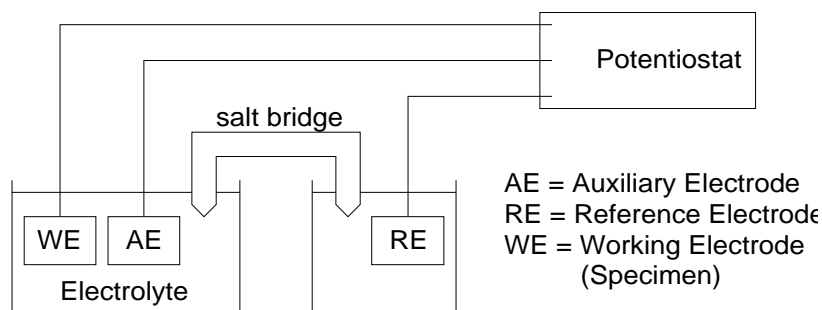 Potentiostat
salt bridge
AE = Auxiliary Electrode
RE = Reference Electrode
WE = Working Electrode
(Specimen)
WE
AE
RE
Electrolyte